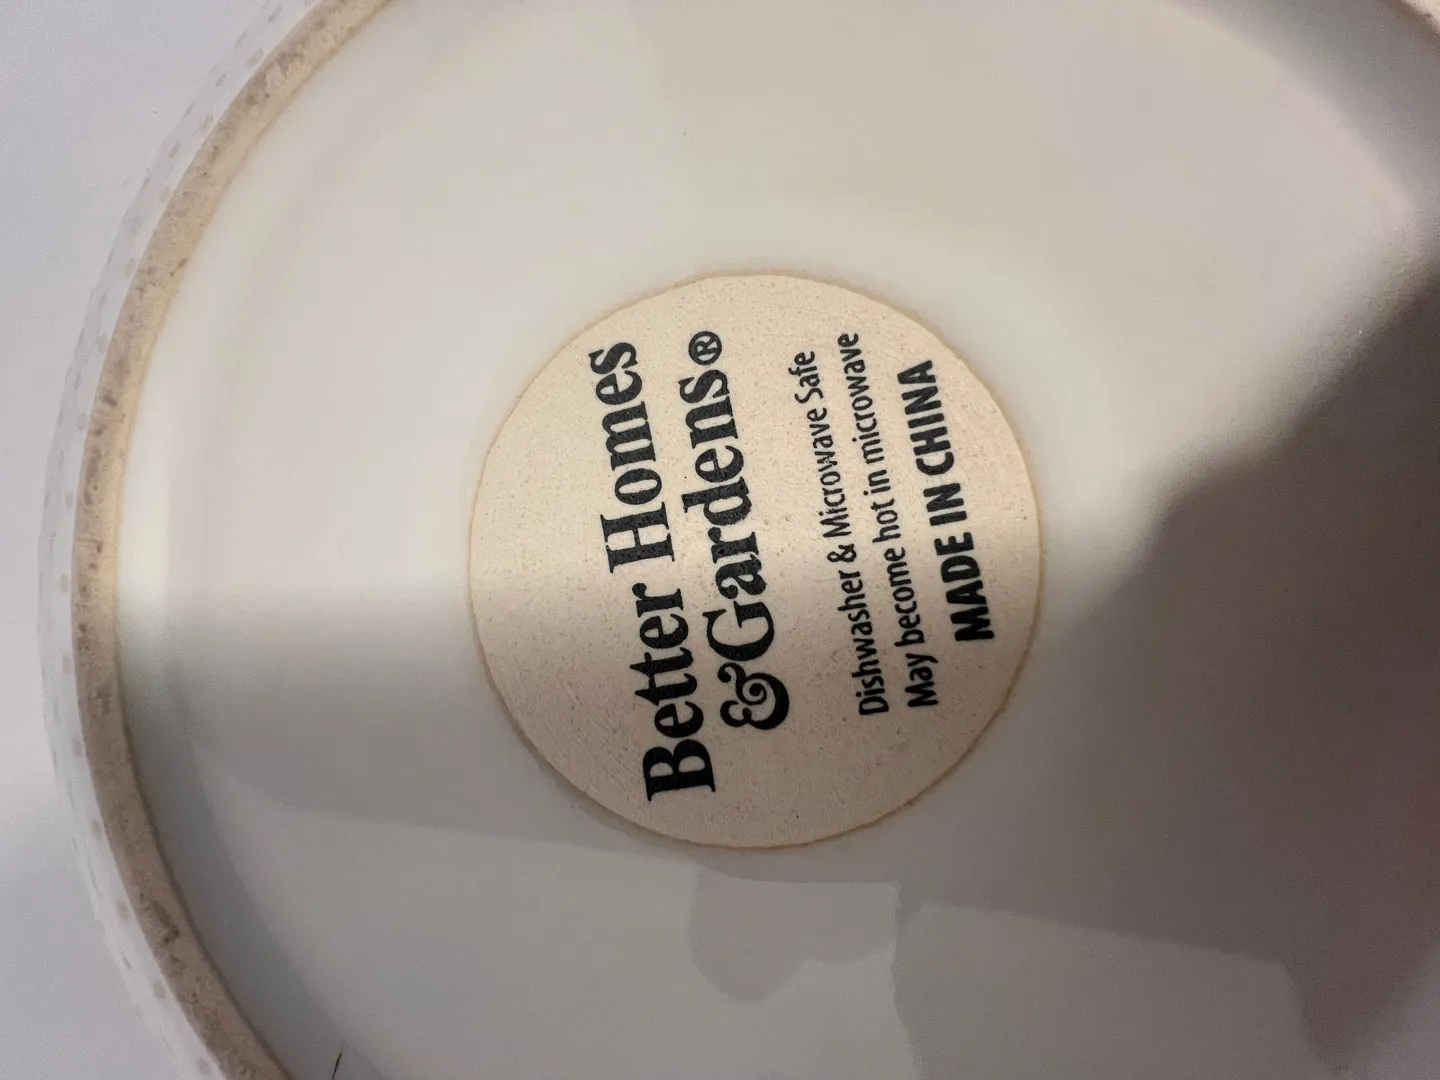 Better Homes
&Gardens®
Dishwasher & Microwave Safe
May become hot in microwave
MADE IN CHINA